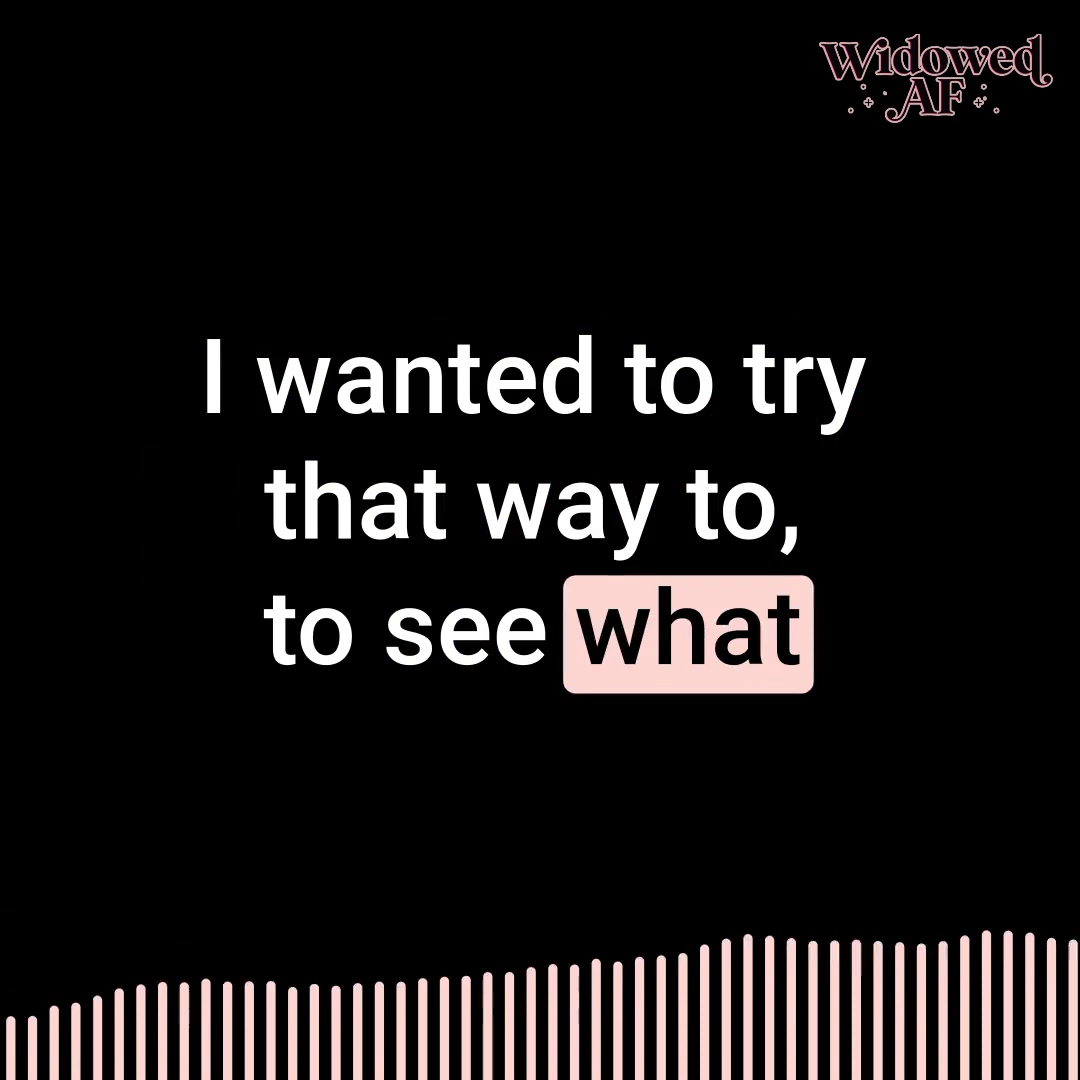 Widowed
AF
I wanted to try
that way to,
to see what